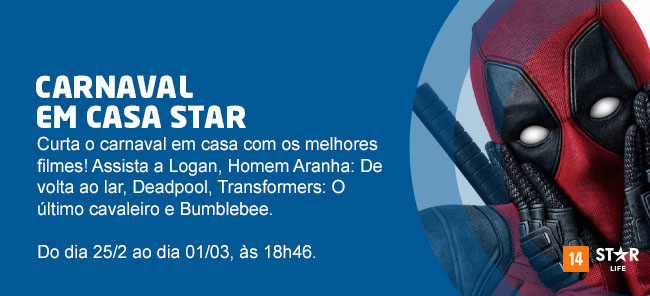 CARNAVAL
EM CASA STAR
Curta o carnaval em casa com os melhores
filmes! Assista a Logan, Homem Aranha: De
volta ao lar, Deadpool, Transformers: O
último cavaleiro e Bumblebee.
Do dia 25/2 ao dia 01/03, às 18h46.
14 STAR
LIFE